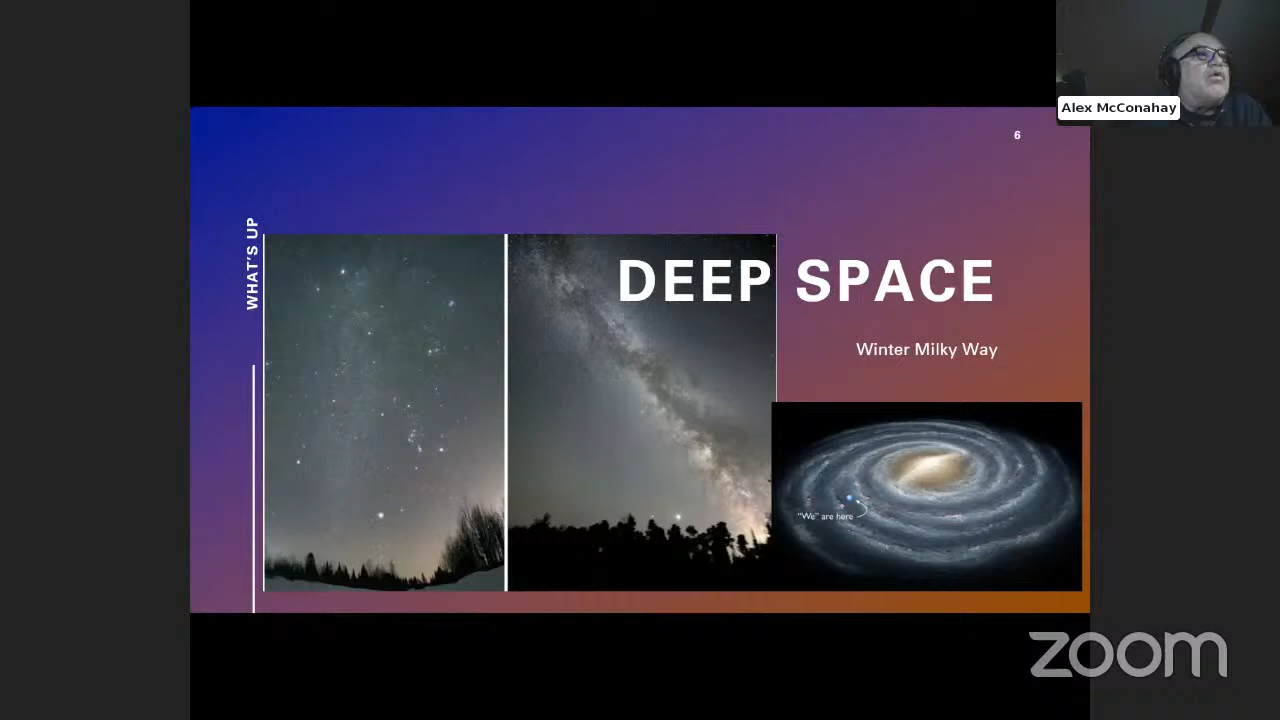 Alex McConahay
6
WHAT'S UP
DEEP SPACE
Winter Milky Way
"We" are here
zoom